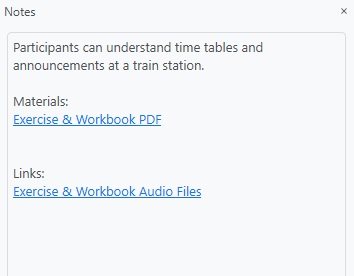 Notes
×
Participants can understand time tables and
announcements at a train station.
Materials:
Exercise & Workbook PDF
Links:
Exercise & Workbook Audio Files